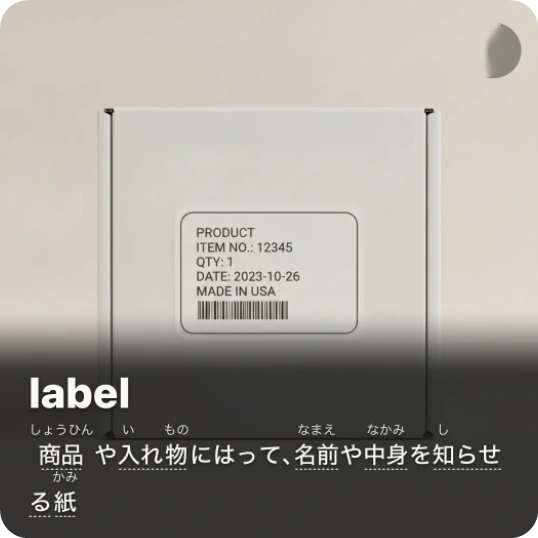 PRODUCT
ITEM NO.: 12345
QTY: 1
DATE: 2023-10-26
MADE IN USA
label
しょうひん い もの なまえ なかみ し
商品や入れ物にはって、名前や中身を知らせ
かみ
る紙